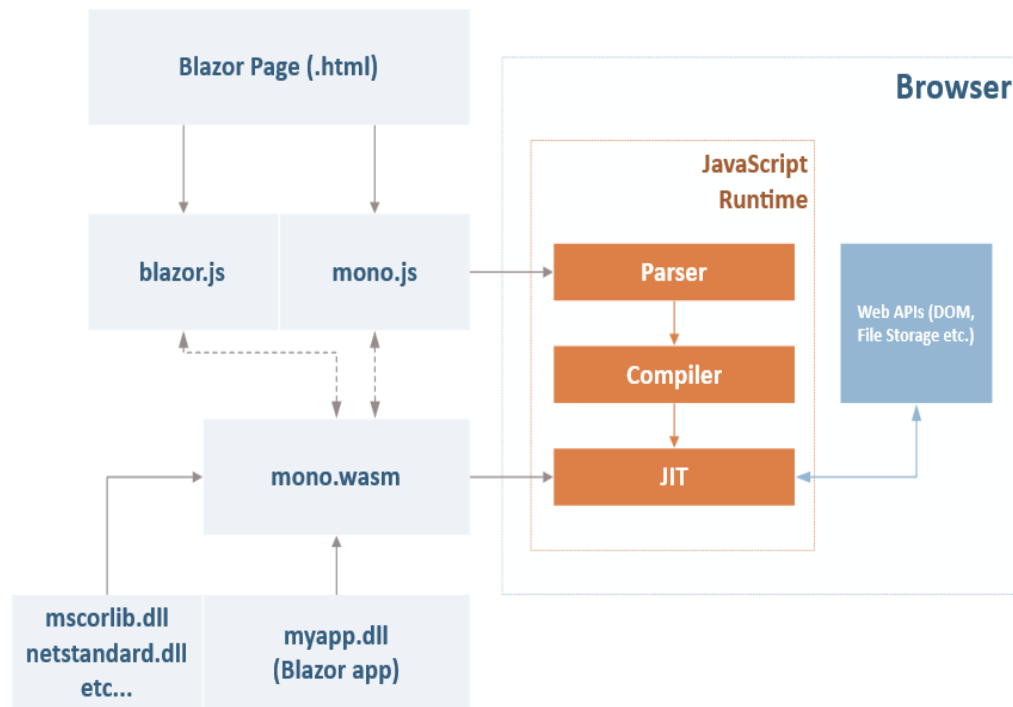 Blazor Page (.html)
Browser
JavaScript
Runtime
blazor.js
mono.js
Parser
Web APIs (DOM,
File Storage etc.)
Compiler
mono.wasm
JIT
mscorlib.dll
netstandard.dll
etc...
myapp.dll
(Blazor app)